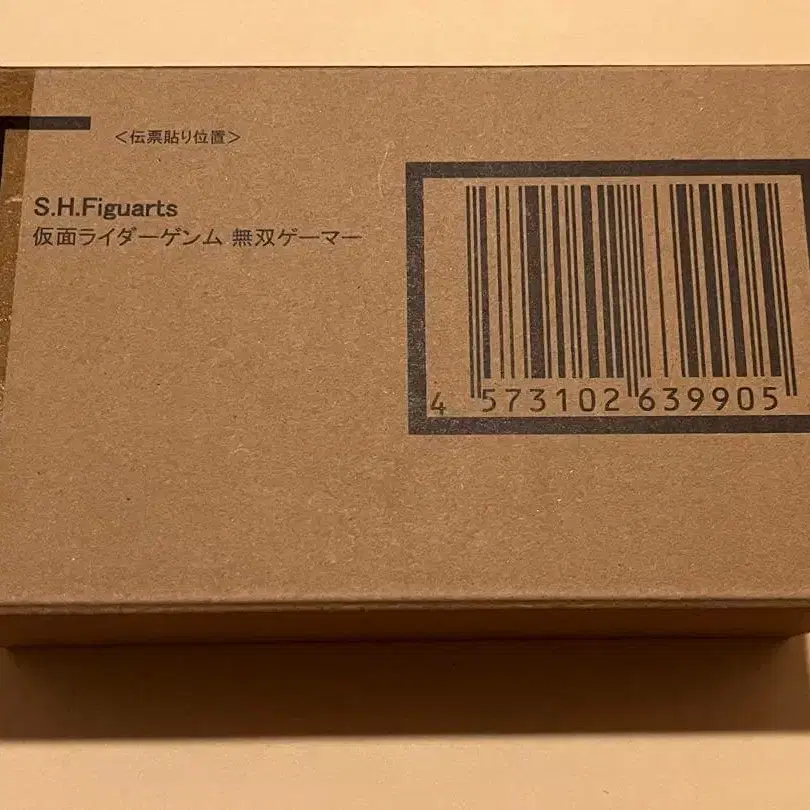 <伝票貼り位置>
S.H.Figuarts
仮面ライダーゲンム 無双ゲーマー
4 573102 639905